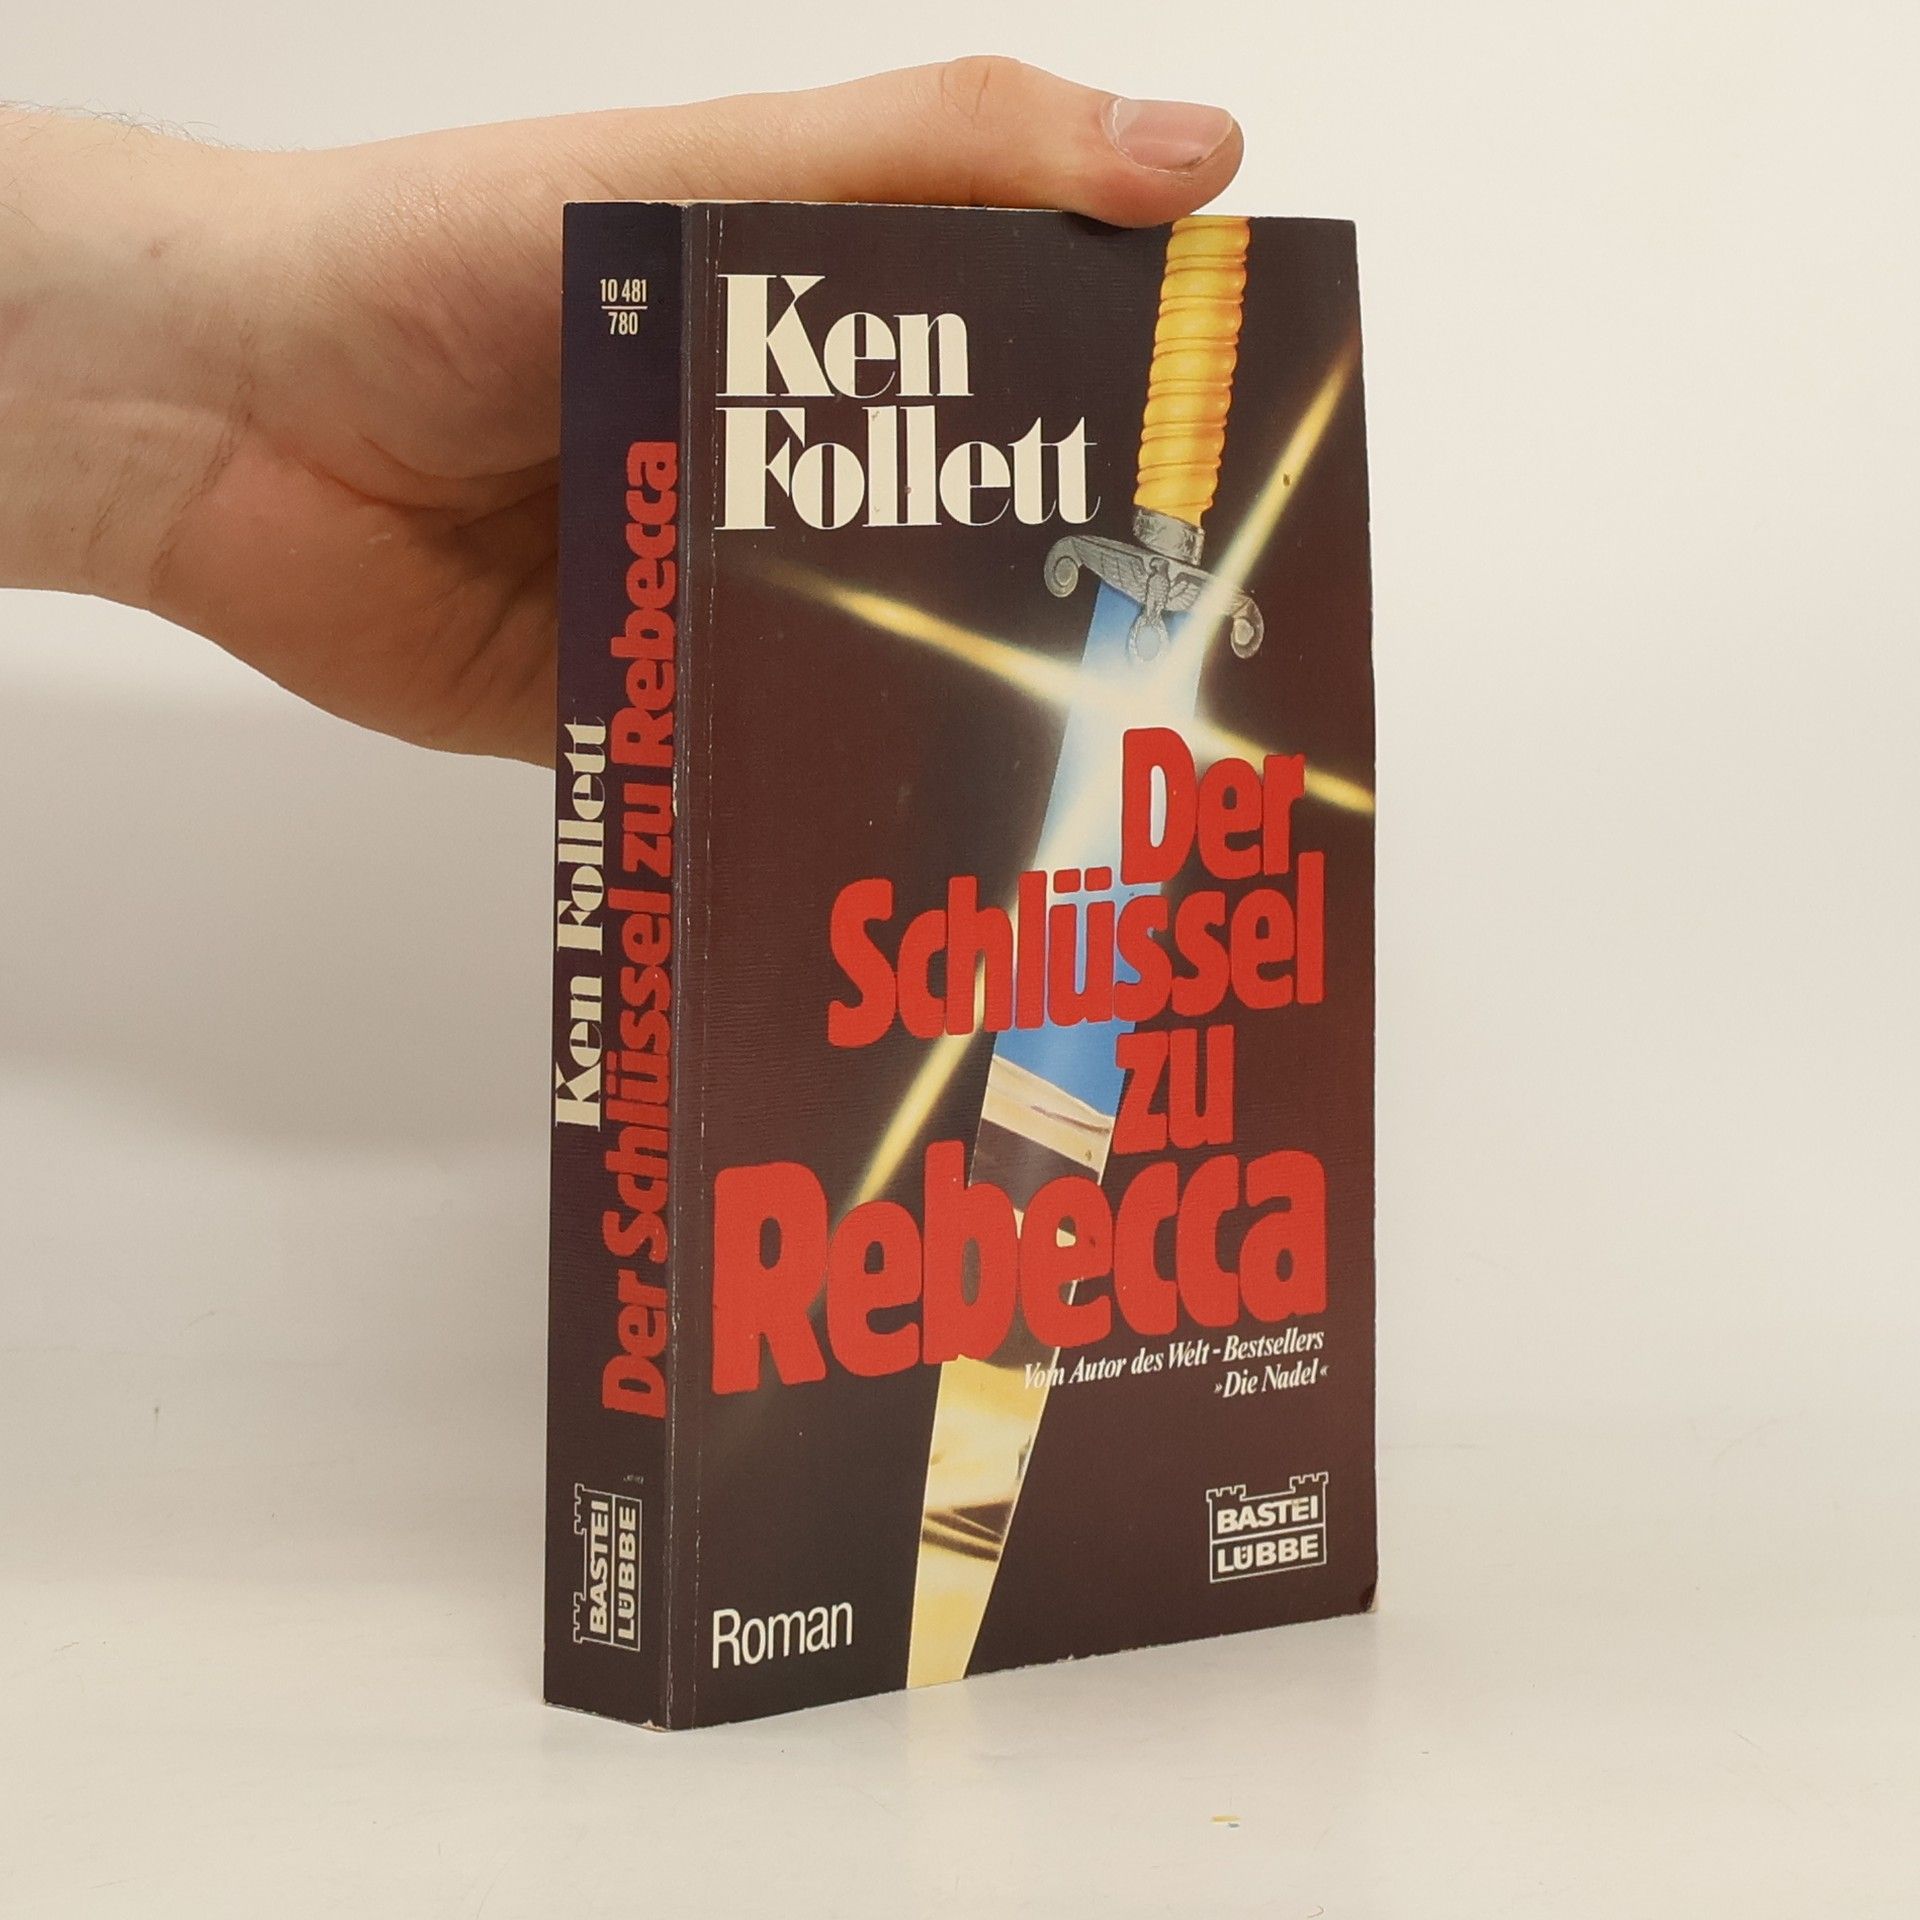 10 481
780
Ken Follett
Der Schlüssel zu Rebecca
BASTEI
LÜBBE
Ken
Follett
Der
Schlüssel
zu
Rebecca
Vom Autor des Welt-Bestsellers
»Die Nadel«
BASTEI
LÜBBE
Roman